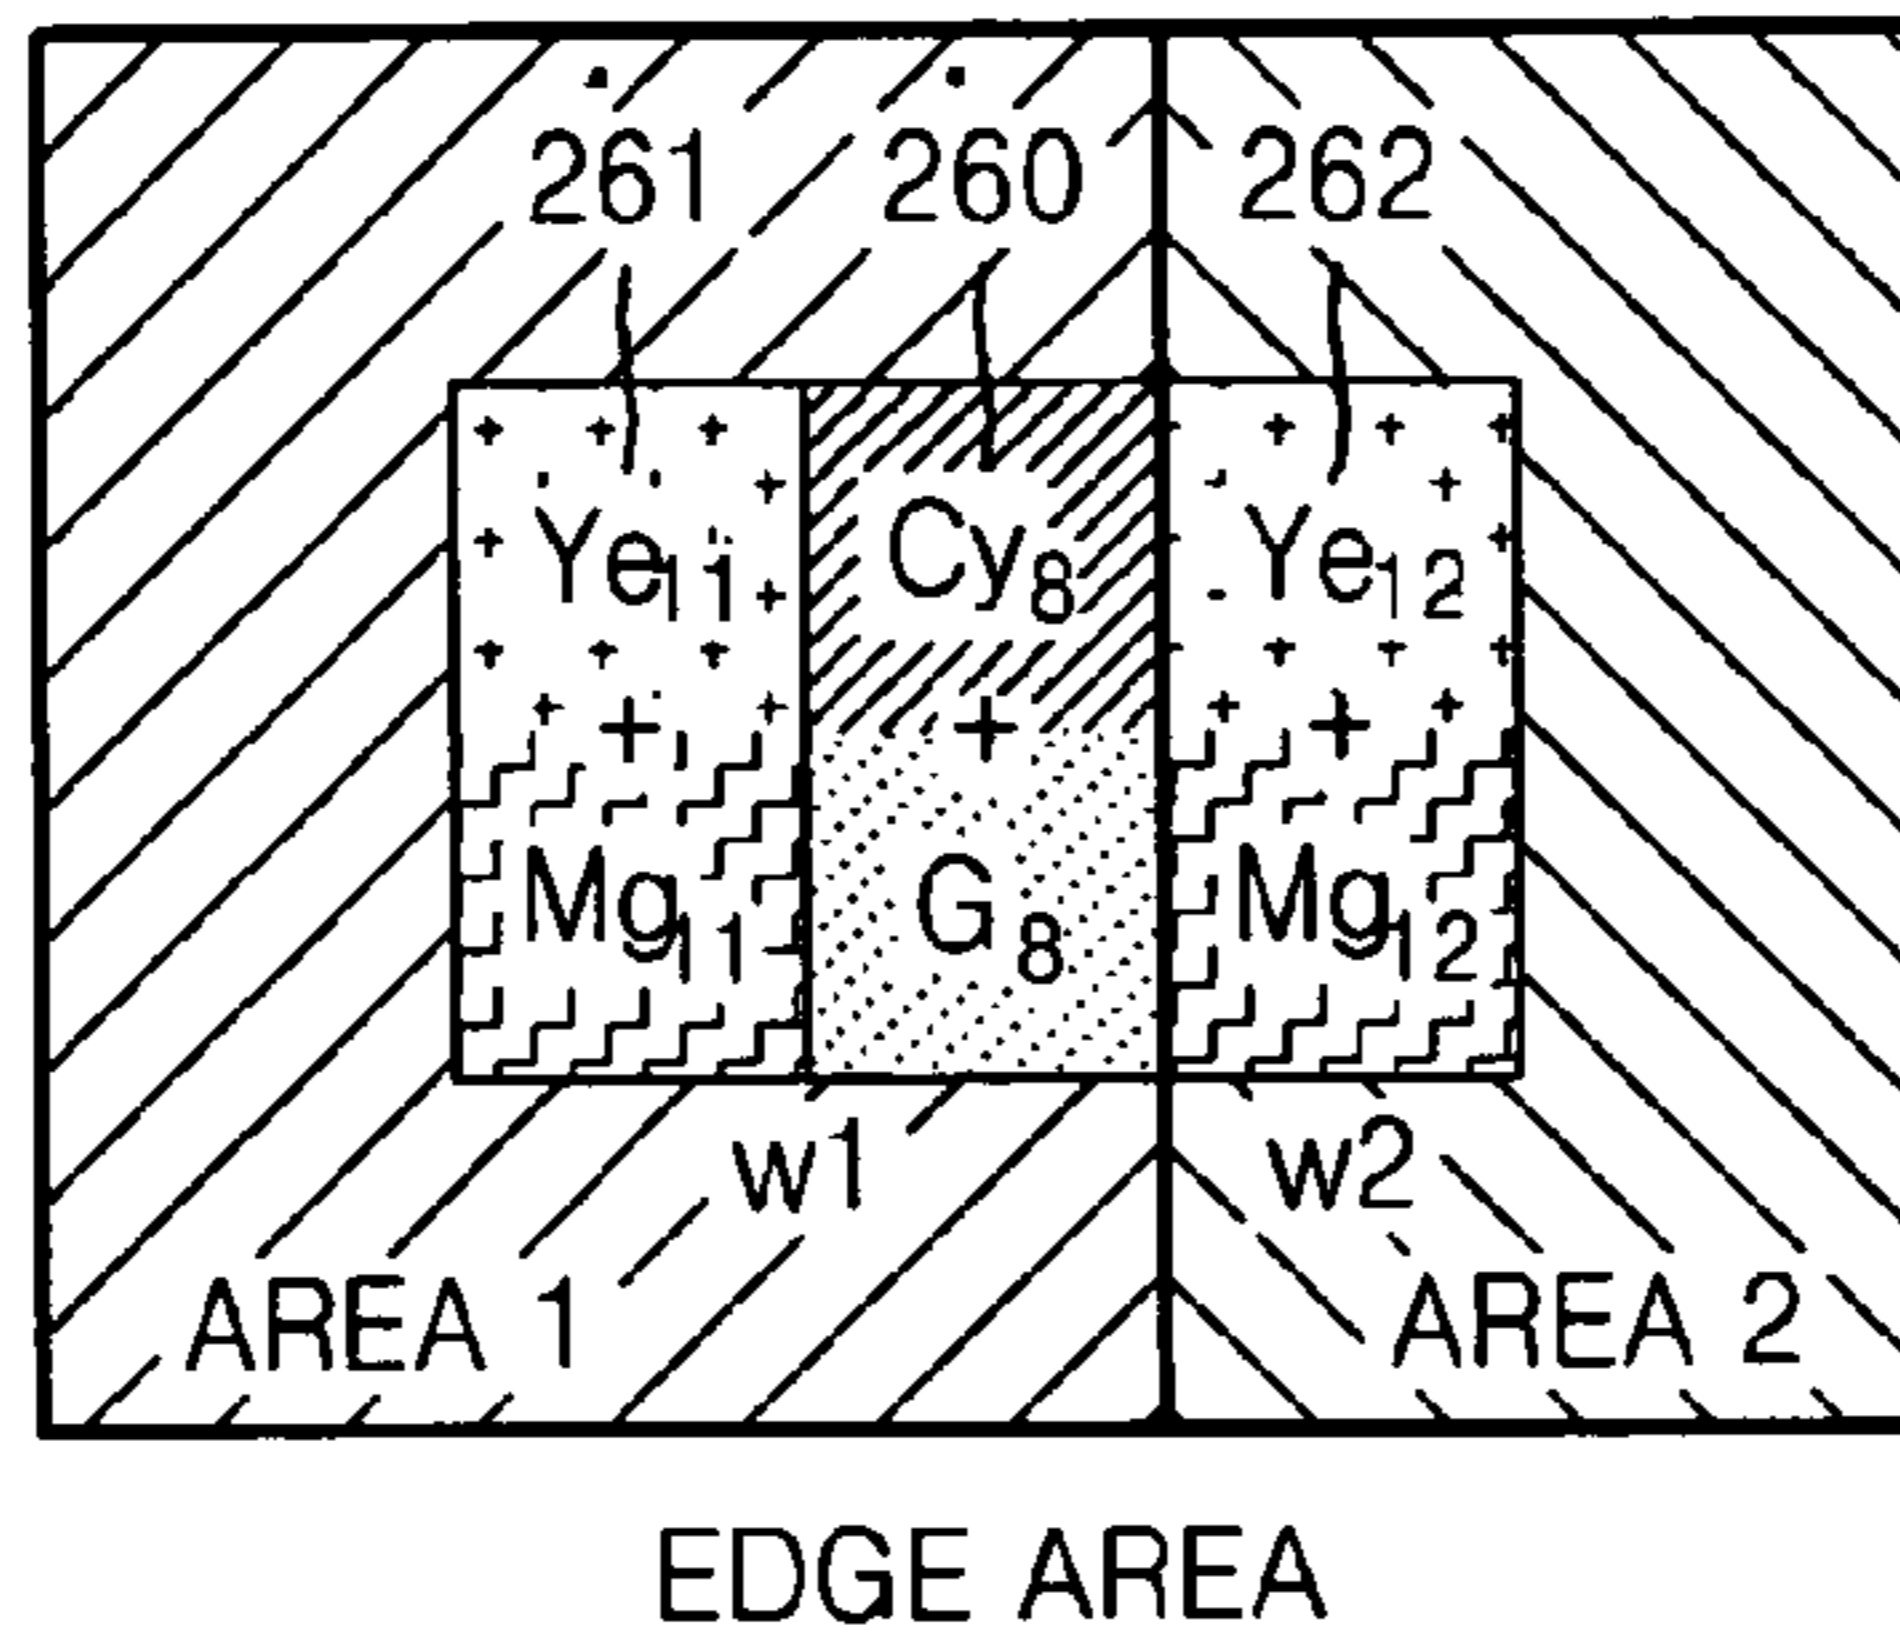 261 260 262
Ye11 Cy8 Ye12
+ + +
Mg11 G8 Mg12
w1 w2
AREA 1 AREA 2
EDGE AREA